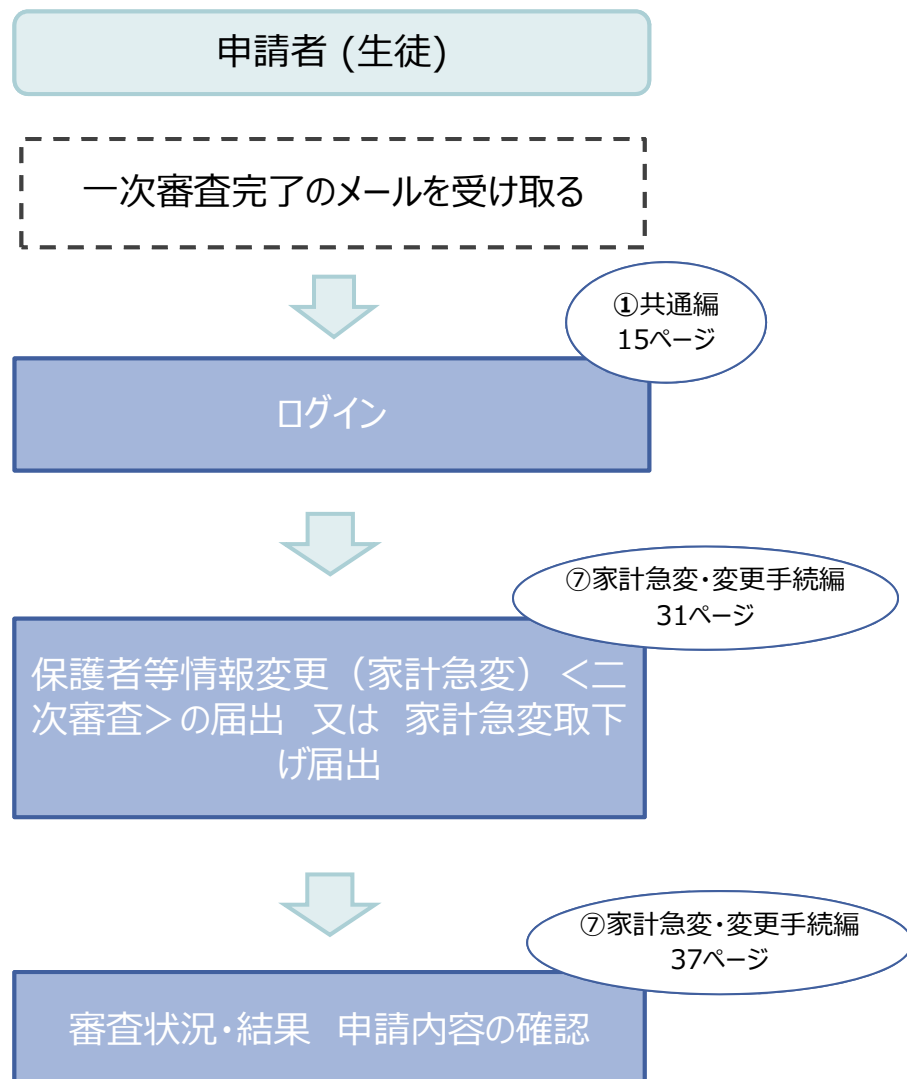 申請者 (生徒)
一次審査完了のメールを受け取る
①共通編
15ページ
ログイン
⑦家計急変・変更手続編
31ページ
保護者等情報変更（家計急変）＜二
次審査＞の届出　又は　家計急変取下
げ届出
⑦家計急変・変更手続編
37ページ
審査状況・結果　申請内容の確認